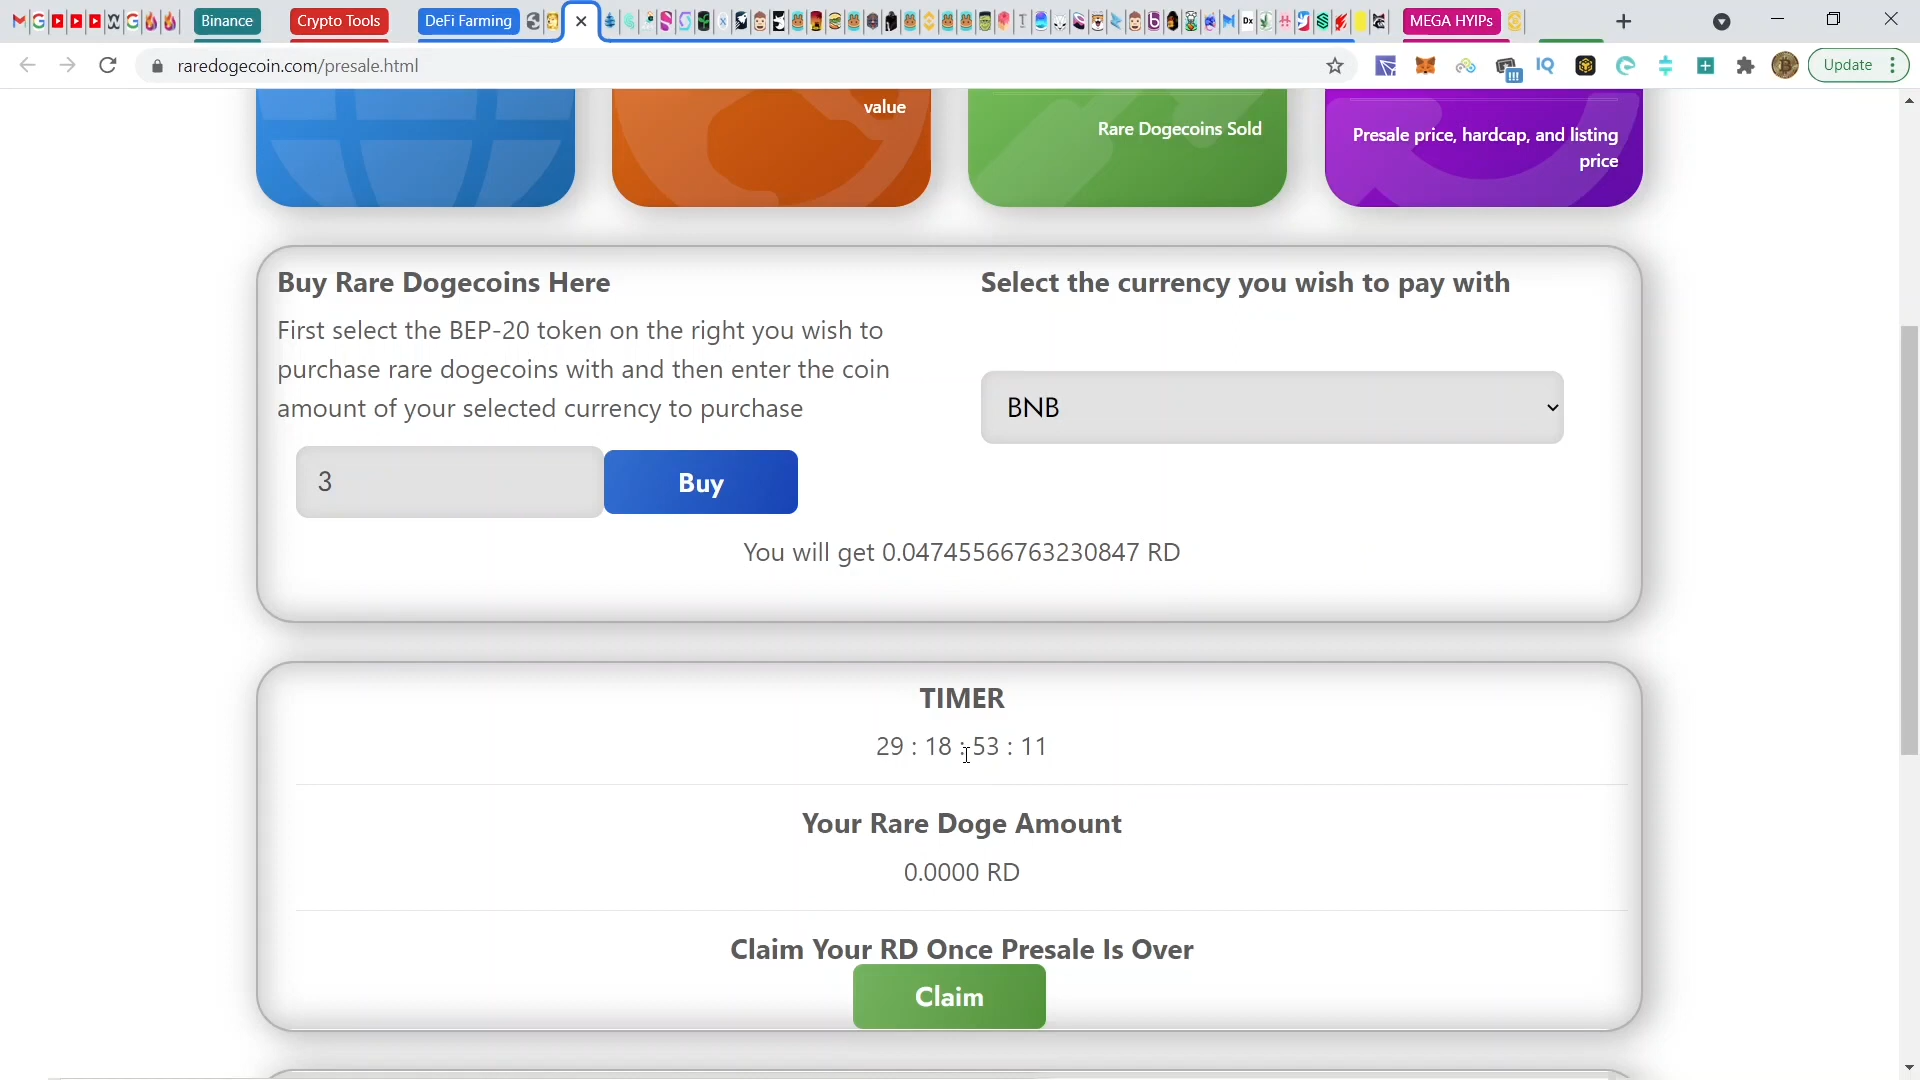 Binance
Crypto Tools
DeFi Farming
MEGA HYIPs
raredogecoin.com/presale.html
Update
value
Rare Dogecoins Sold
Presale price, hardcap, and listing
price
Buy Rare Dogecoins Here
Select the currency you wish to pay with
First select the BEP-20 token on the right you wish to
purchase rare dogecoins with and then enter the coin
amount of your selected currency to purchase
BNB
3
Buy
You will get 0.04745566763230847 RD
TIMER
29 : 18 : 53 : 11
Your Rare Doge Amount
0.0000 RD
Claim Your RD Once Presale Is Over
Claim